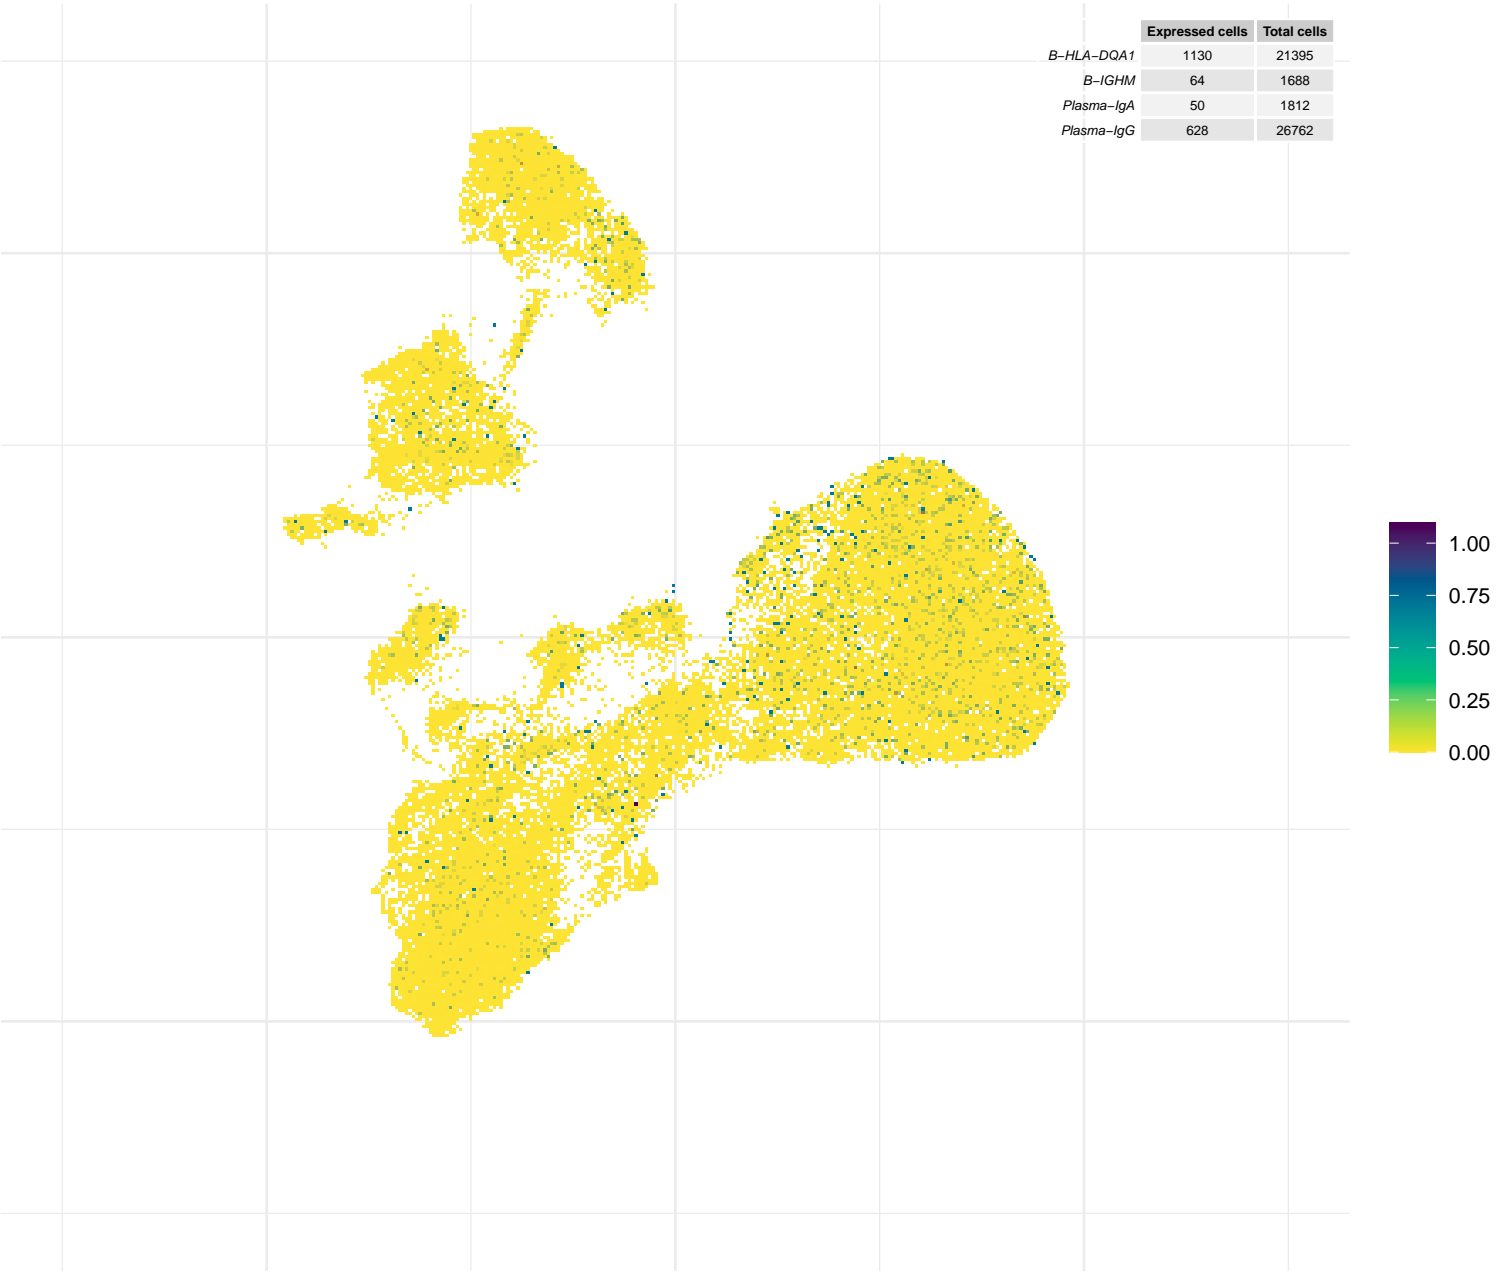 Expressed cells Total cells
B−HLA−DQA1 1130 21395
B−IGHM 64 1688
Plasma−IgA 50 1812
Plasma−IgG 628 26762
1.00
0.75
0.50
0.25
0.00